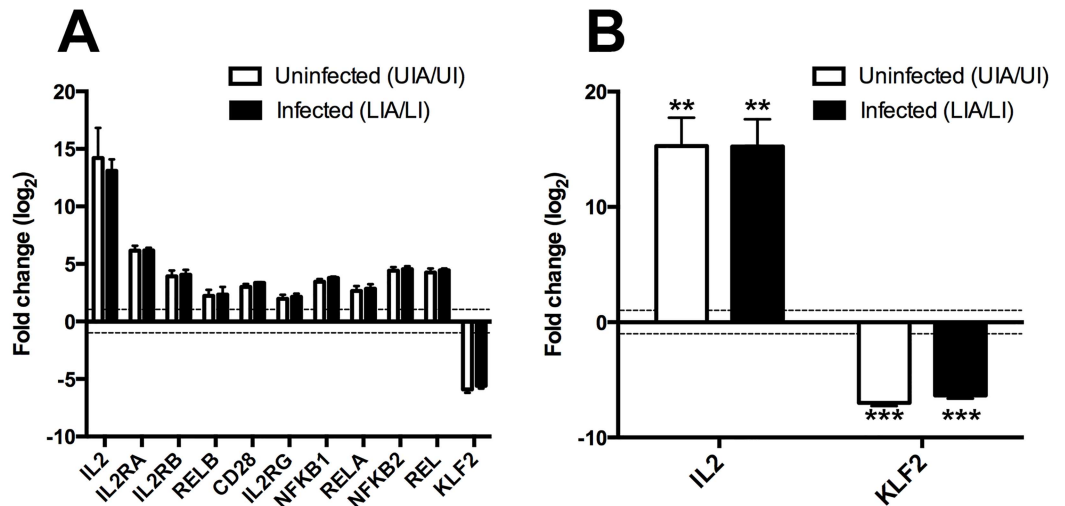 A
Uninfected (UIA/UI)
Infected (LIA/LI)
Fold change (log2)
20
15
10
5
0
-5
-10
IL2
IL2RA
IL2RB
RELB
CD28
IL2RG
NFKB1
RELA
NFKB2
REL
KLF2
B
Uninfected (UIA/UI)
Infected (LIA/LI)
Fold change (log2)
20
10
0
-10
** **
*** ***
IL2
KLF2